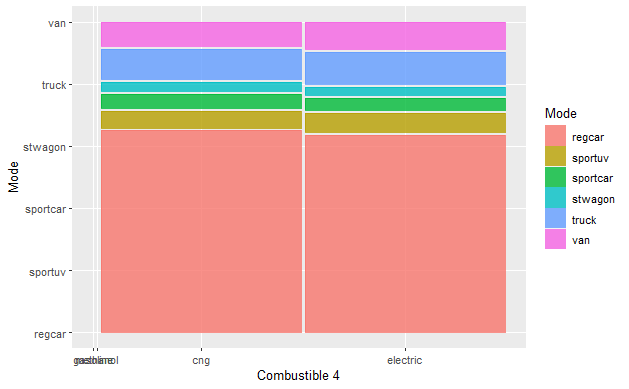 van
truck
stwagon
sportcar
sportuv
regcar
Mode
cng
electric
Combustible 4
Mode
regcar
sportuv
sportcar
stwagon
truck
van